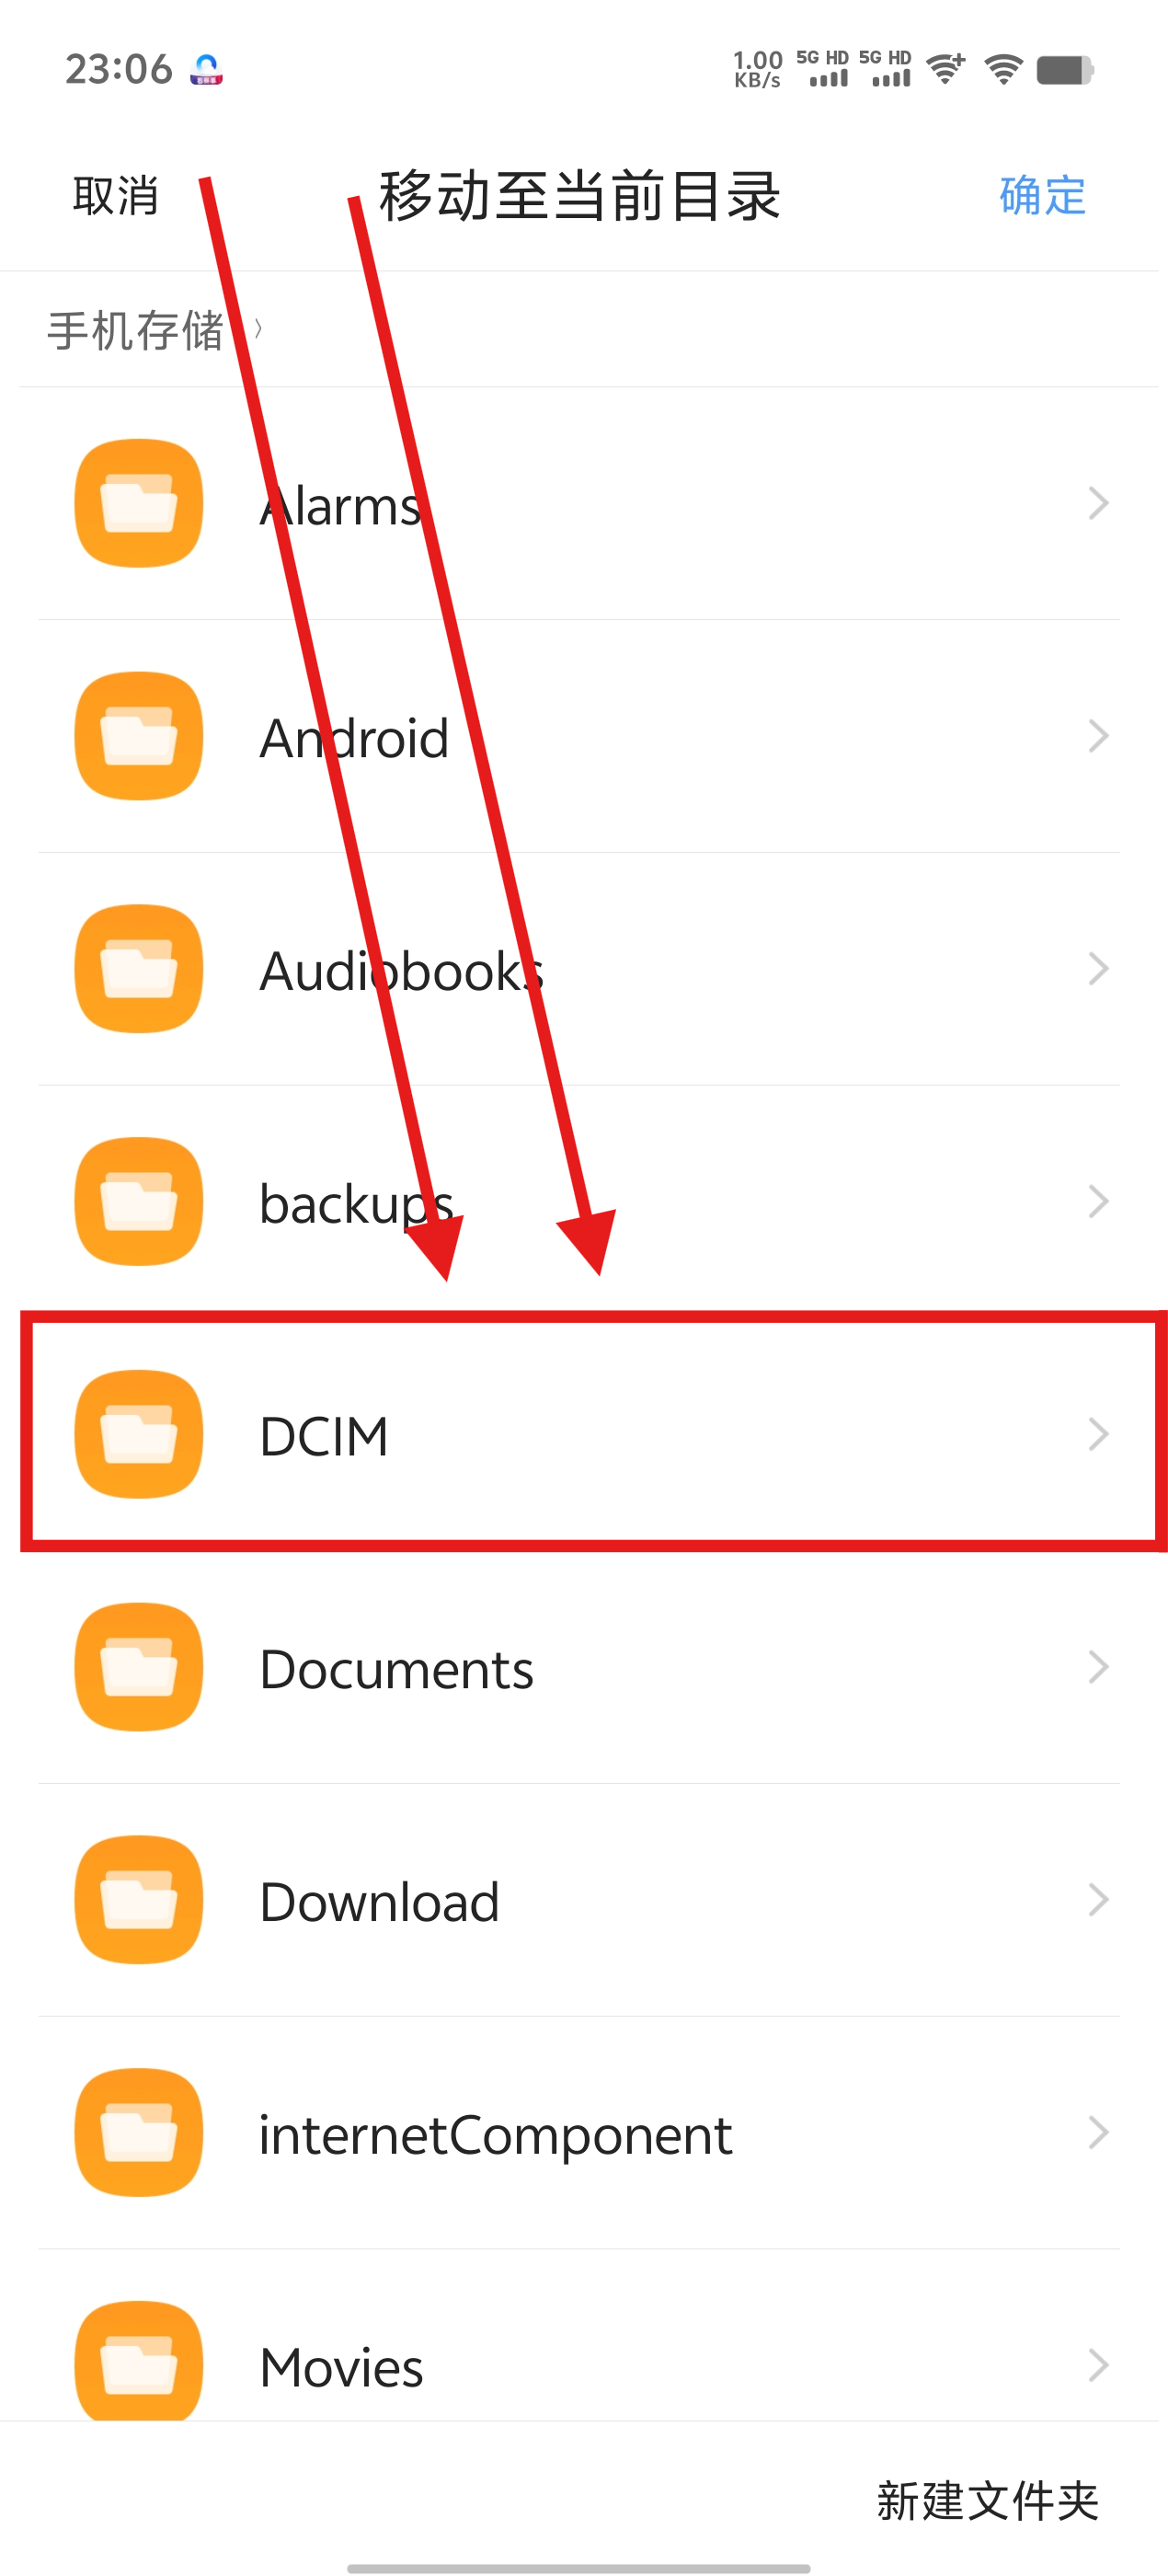 23:06
1.00 KB/s 5G HD 5G HD
取消 移动至当前目录 确定
手机存储
Alarms
Android
Audiobooks
backups
DCIM
Documents
Download
internetComponent
Movies
新建文件夹